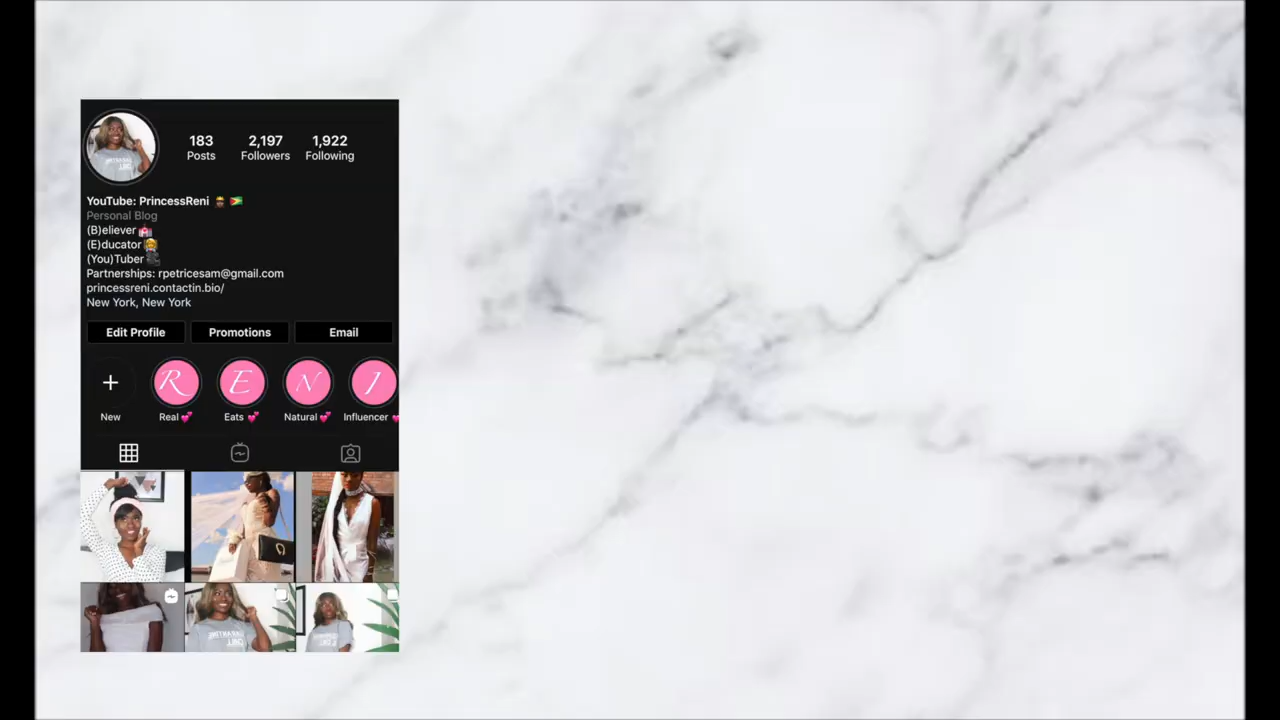 183 2,197 1,922
Posts Followers Following
YouTube: PrincessReni
Personal Blog
(B)eliever
(E)ducator
(You)Tuber
Partnerships: rpetricesam@gmail.com
princessreni.contactin.bio/
New York, New York
Edit Profile Promotions Email
R E N I
New Real Eats Natural Influencer